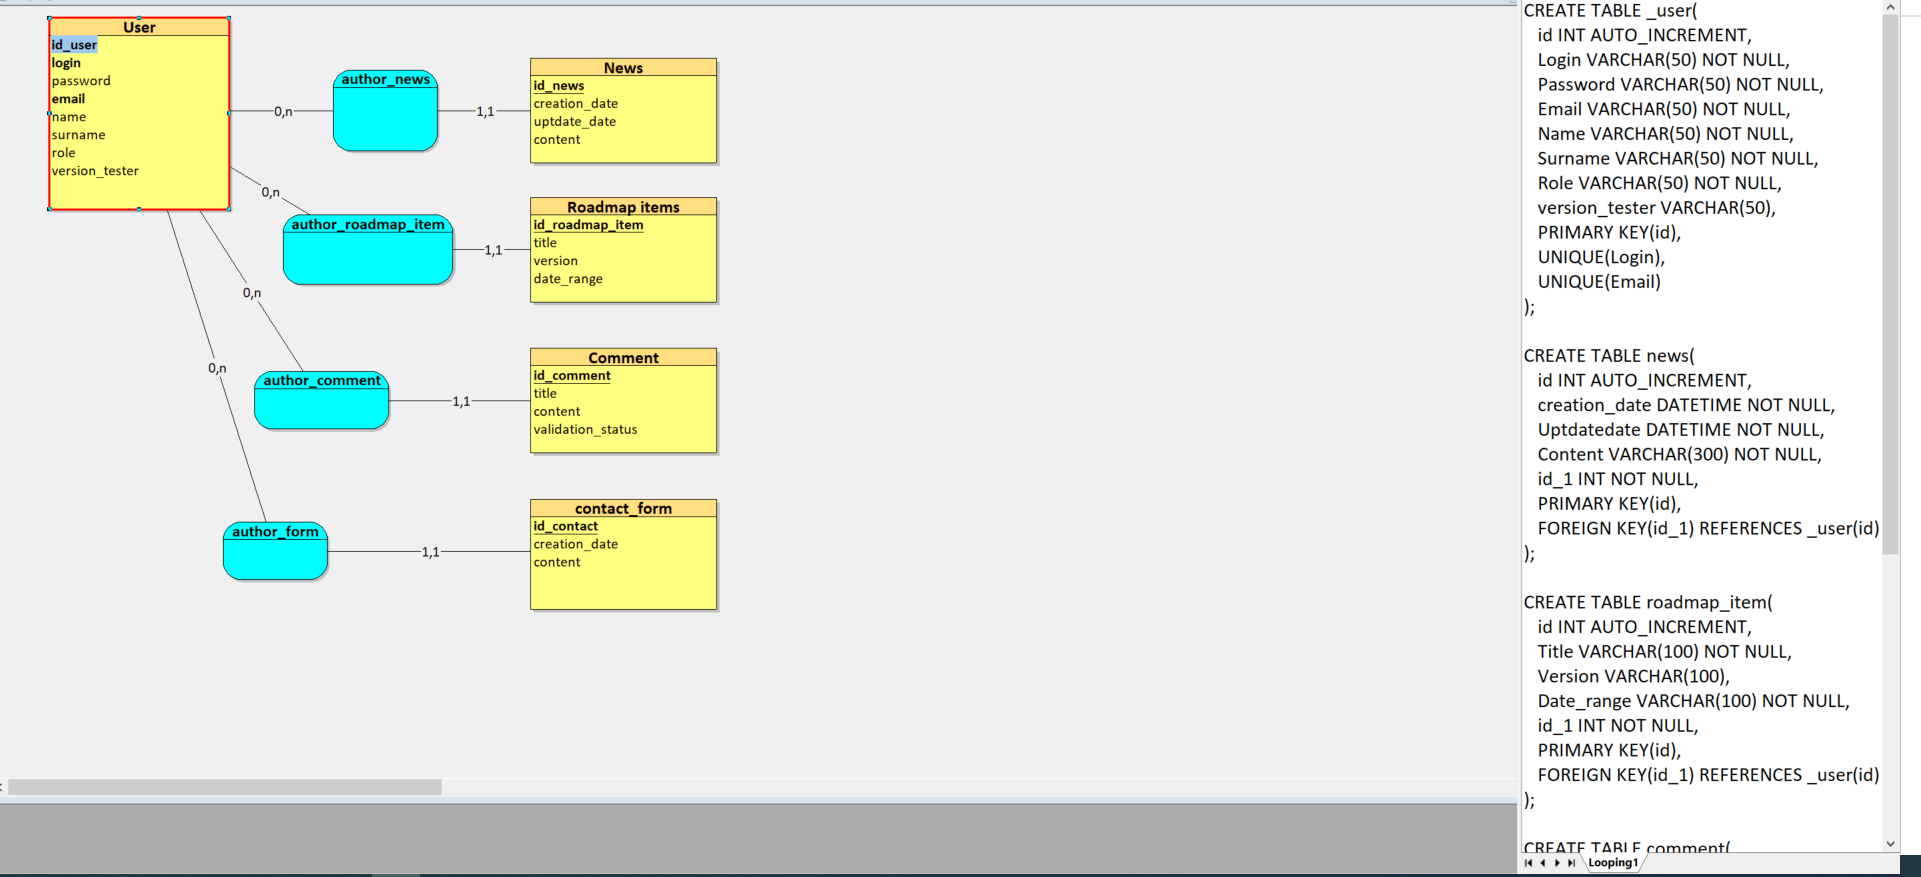 User
id_user
login
password
email
name
surname
role
version_tester
0,n
author_news
1,1
News
id_news
creation_date
uptdate_date
content
0,n
author_roadmap_item
1,1
Roadmap items
id_roadmap_item
title
version
date_range
0,n
author_comment
1,1
Comment
id_comment
title
content
validation_status
0,n
author_form
1,1
contact_form
id_contact
creation_date
content
CREATE TABLE _user(
id INT AUTO_INCREMENT,
Login VARCHAR(50) NOT NULL,
Password VARCHAR(50) NOT NULL,
Email VARCHAR(50) NOT NULL,
Name VARCHAR(50) NOT NULL,
Surname VARCHAR(50) NOT NULL,
Role VARCHAR(50) NOT NULL,
version_tester VARCHAR(50),
PRIMARY KEY(id),
UNIQUE(Login),
UNIQUE(Email)
);
CREATE TABLE news(
id INT AUTO_INCREMENT,
creation_date DATETIME NOT NULL,
Uptdatedate DATETIME NOT NULL,
Content VARCHAR(300) NOT NULL,
id_1 INT NOT NULL,
PRIMARY KEY(id),
FOREIGN KEY(id_1) REFERENCES _user(id)
);
CREATE TABLE roadmap_item(
id INT AUTO_INCREMENT,
Title VARCHAR(100) NOT NULL,
Version VARCHAR(100),
Date_range VARCHAR(100) NOT NULL,
id_1 INT NOT NULL,
PRIMARY KEY(id),
FOREIGN KEY(id_1) REFERENCES _user(id)
);
CREATE TABLE comment(
Looping1